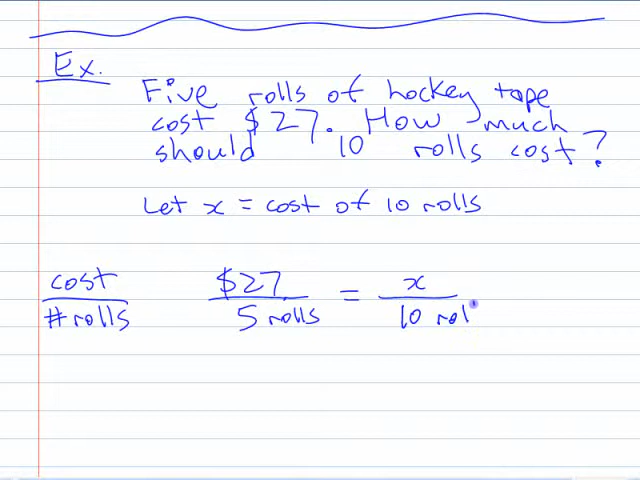 Ex.
Five rolls of hockey tape
cost $27. How much
should 10 rolls cost?
Let x = cost of 10 rolls
cost $27 = x
# rolls 5 rolls 10 rol